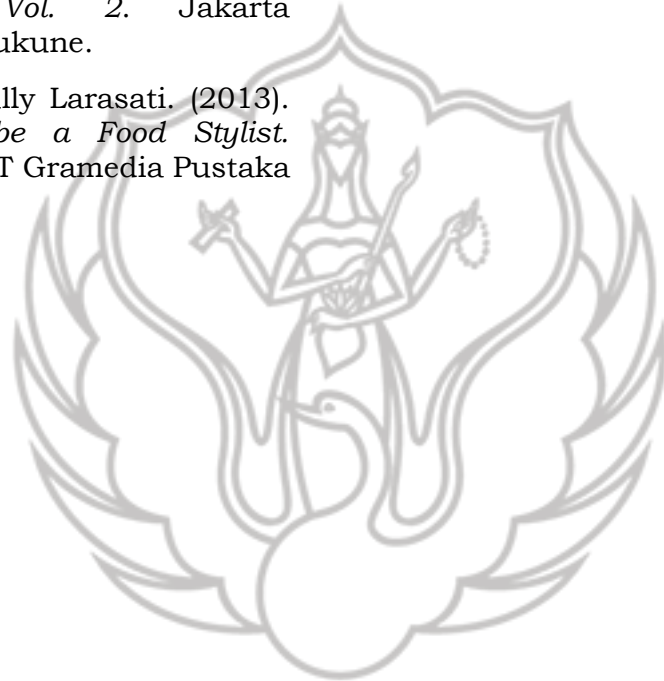 Vol. 2. Jakarta
ukune.
lly Larasati. (2013).
be a Food Stylist.
T Gramedia Pustaka